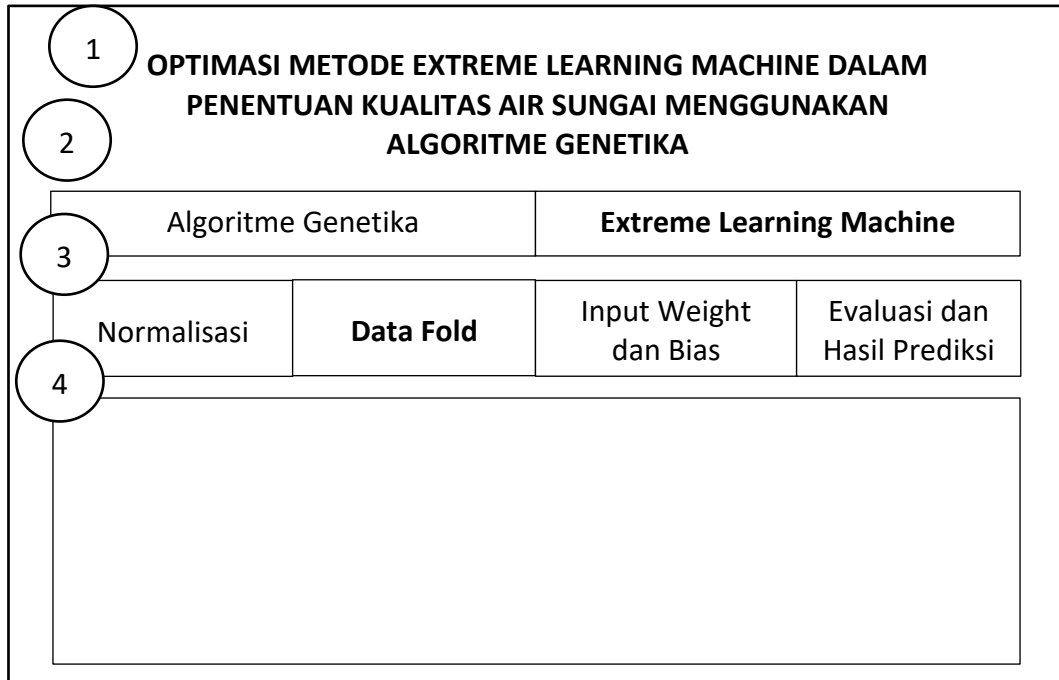 1
OPTIMASI METODE EXTREME LEARNING MACHINE DALAM
PENENTUAN KUALITAS AIR SUNGAI MENGGUNAKAN
ALGORITME GENETIKA
2
Algoritme Genetika
Extreme Learning Machine
3
Normalisasi
Data Fold
Input Weight
dan Bias
Evaluasi dan
Hasil Prediksi
4